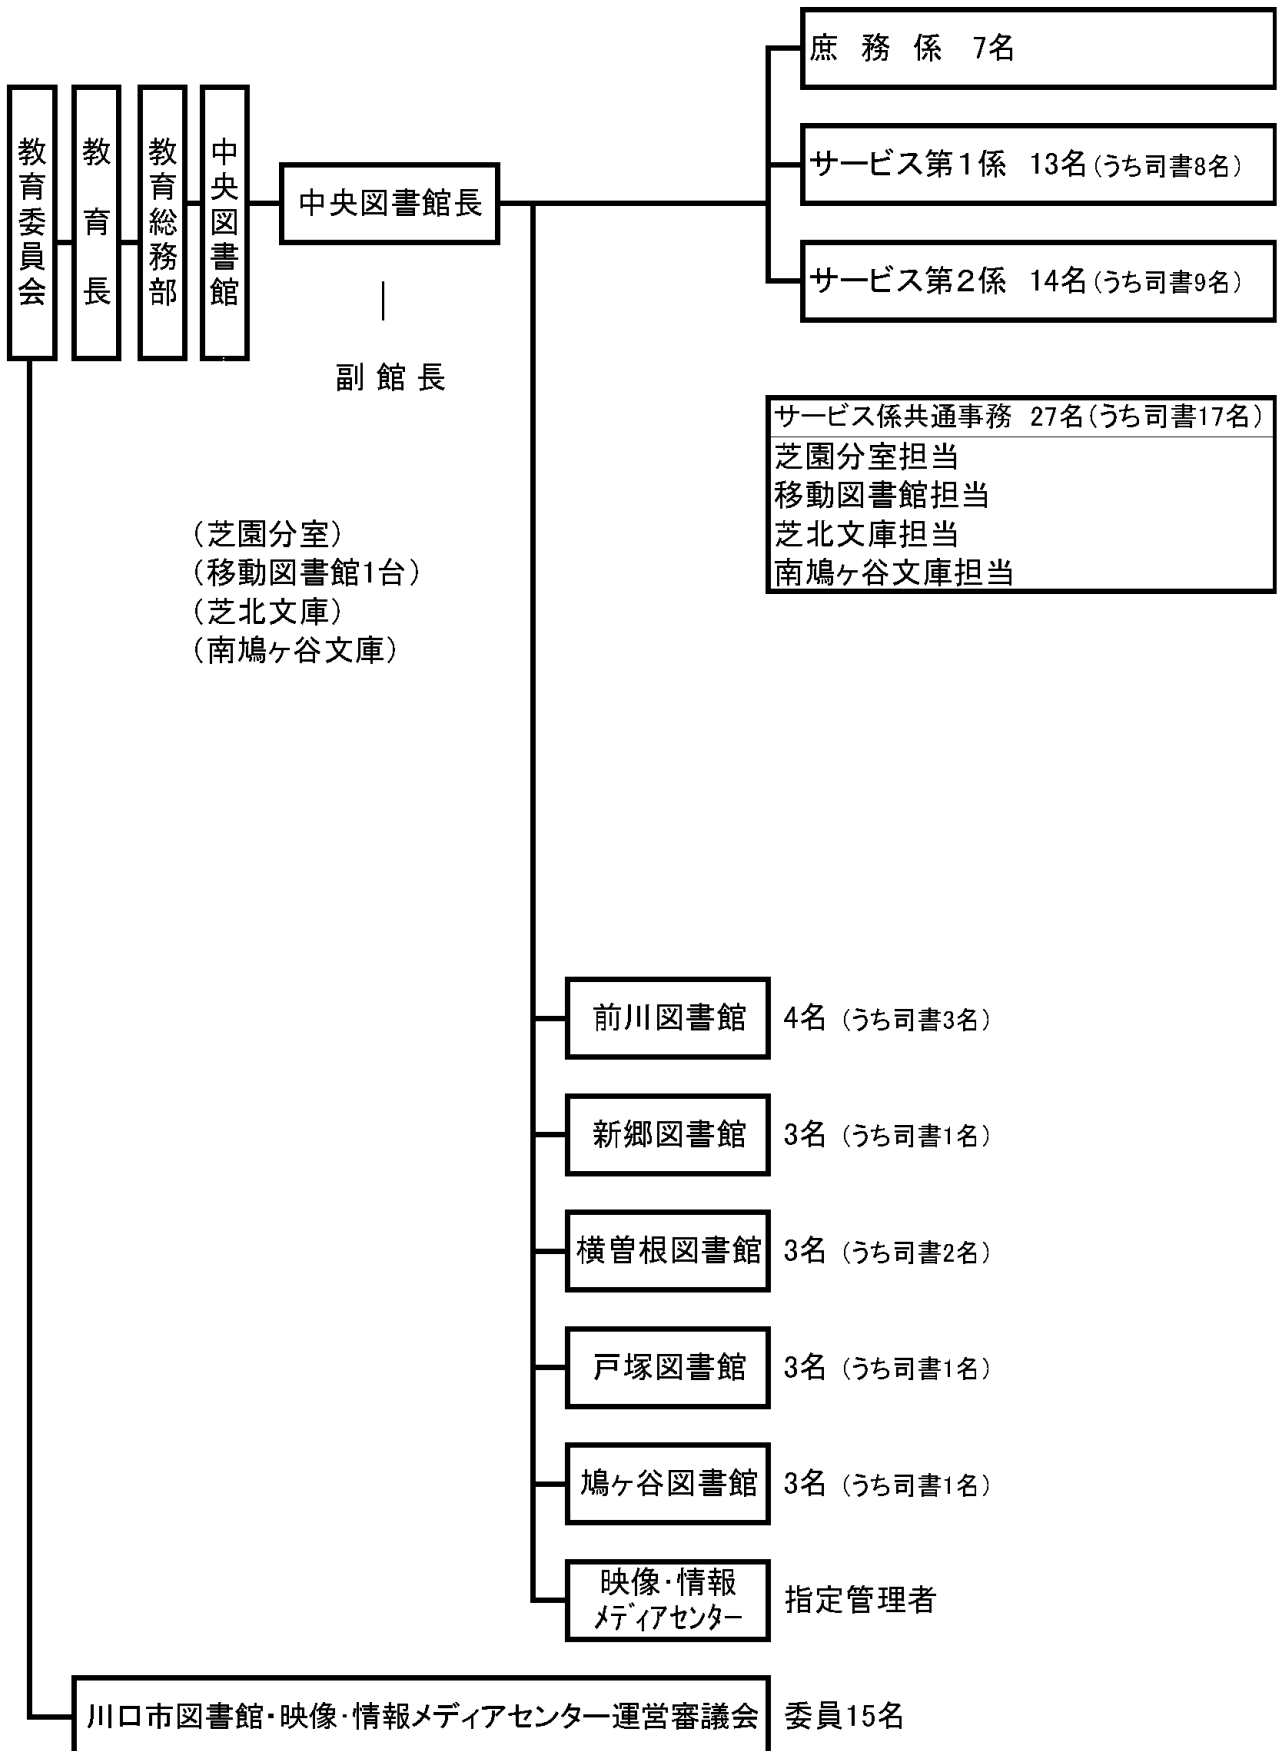 教育委員会
教育長
教育総務部
中央図書館
中央図書館長
副館長
庶務係 7名
サービス第1係 13名(うち司書8名)
サービス第2係 14名(うち司書9名)
サービス係共通事務 27名(うち司書17名)
芝園分室担当
移動図書館担当
芝北文庫担当
南鳩ヶ谷文庫担当
(芝園分室)
(移動図書館1台)
(芝北文庫)
(南鳩ヶ谷文庫)
前川図書館 4名 (うち司書3名)
新郷図書館 3名 (うち司書1名)
横曽根図書館 3名 (うち司書2名)
戸塚図書館 3名 (うち司書1名)
鳩ヶ谷図書館 3名 (うち司書1名)
映像・情報
メディアセンター 指定管理者
川口市図書館・映像・情報メディアセンター運営審議会 委員15名